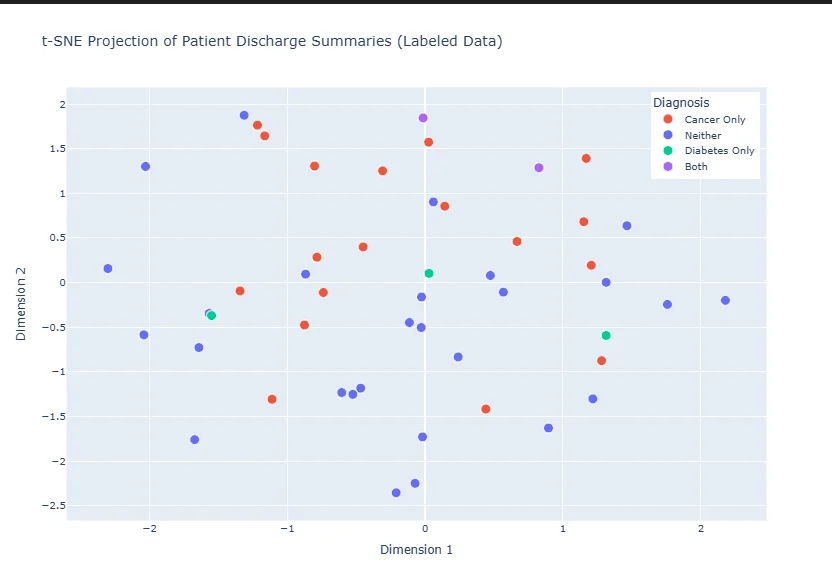 t-SNE Projection of Patient Discharge Summaries (Labeled Data)
Diagnosis
Cancer Only
Neither
Diabetes Only
Both
2
1.5
1
0.5
0
−0.5
−1
−1.5
−2
−2.5
Dimension 2
−2
−1
0
1
2
Dimension 1